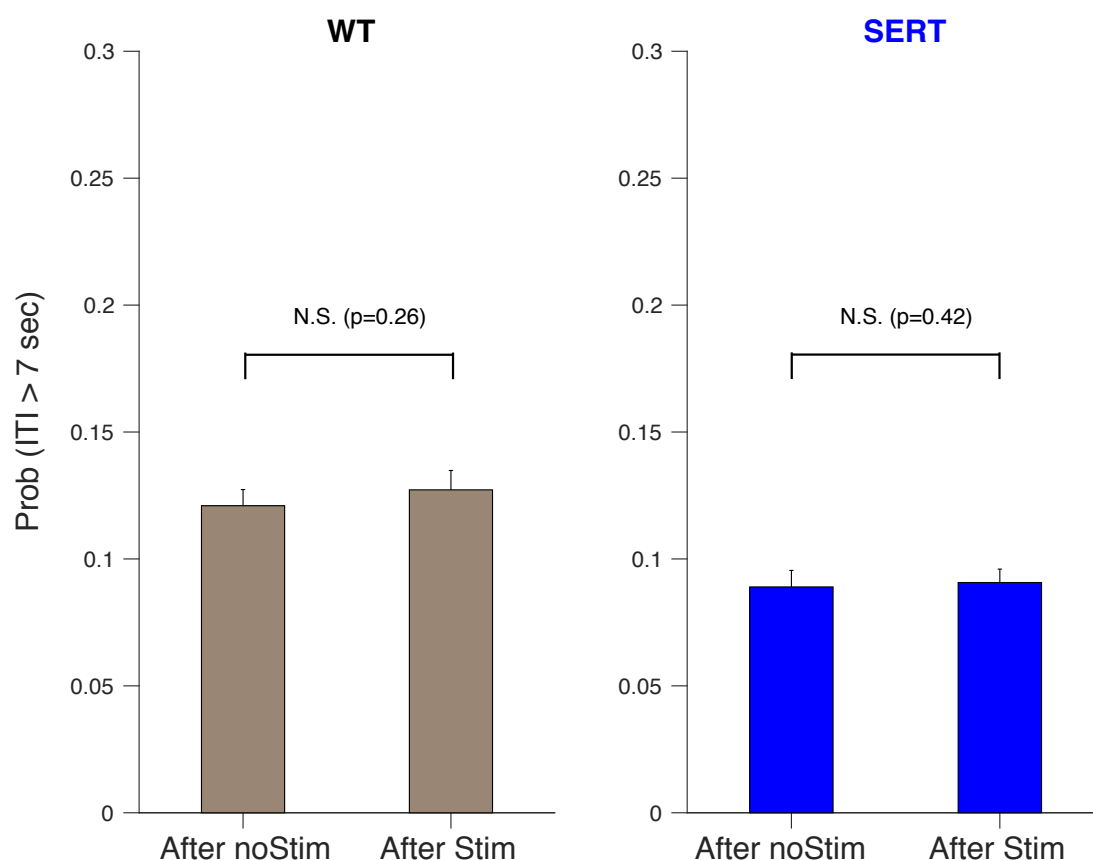 WT
Prob (ITI > 7 sec)
0.3
0.25
0.2
0.15
0.1
0.05
0
N.S. (p=0.26)
After noStim
After Stim
SERT
0.3
0.25
0.2
0.15
0.1
0.05
0
N.S. (p=0.42)
After noStim
After Stim